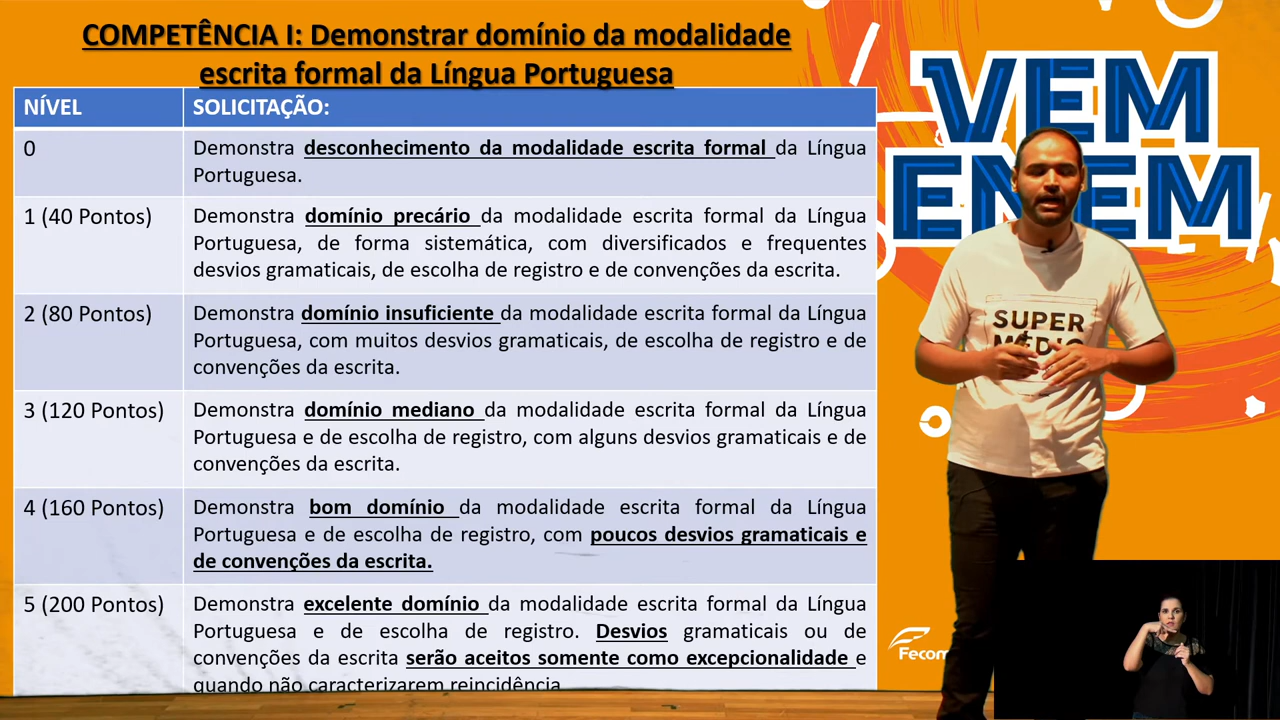 COMPETÊNCIA I: Demonstrar domínio da modalidade
escrita formal da Língua Portuguesa
NÍVEL SOLICITAÇÃO:
0 Demonstra desconhecimento da modalidade escrita formal da Língua
Portuguesa.
1 (40 Pontos) Demonstra domínio precário da modalidade escrita formal da Língua
Portuguesa, de forma sistemática, com diversificados e frequentes
desvios gramaticais, de escolha de registro e de convenções da escrita.
2 (80 Pontos) Demonstra domínio insuficiente da modalidade escrita formal da Língua
Portuguesa, com muitos desvios gramaticais, de escolha de registro e de
convenções da escrita.
3 (120 Pontos) Demonstra domínio mediano da modalidade escrita formal da Língua
Portuguesa e de escolha de registro, com alguns desvios gramaticais e de
convenções da escrita.
4 (160 Pontos) Demonstra bom domínio da modalidade escrita formal da Língua
Portuguesa e de escolha de registro, com poucos desvios gramaticais e
de convenções da escrita.
5 (200 Pontos) Demonstra excelente domínio da modalidade escrita formal da Língua
Portuguesa e de escolha de registro. Desvios gramaticais ou de
convenções da escrita serão aceitos somente como excepcionalidade e
quando não caracterizarem reincidência
VEM
ENEM
SUPER
MÉDIO
Fecom